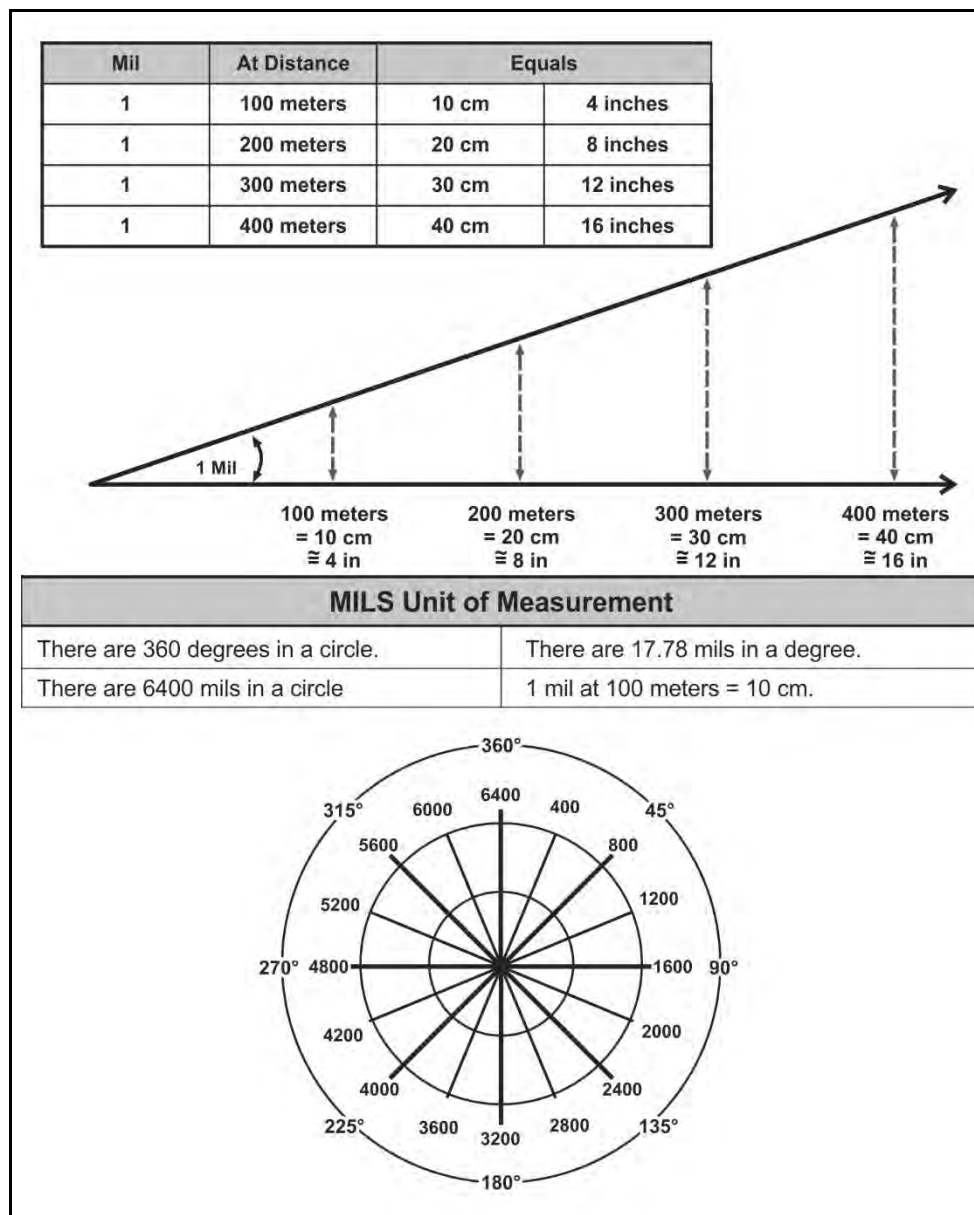 Mil At Distance Equals
1 100 meters 10 cm 4 inches
1 200 meters 20 cm 8 inches
1 300 meters 30 cm 12 inches
1 400 meters 40 cm 16 inches
1 Mil
100 meters 200 meters 300 meters 400 meters
= 10 cm = 20 cm = 30 cm = 40 cm
≅ 4 in ≅ 8 in ≅ 12 in ≅ 16 in
MILS Unit of Measurement
There are 360 degrees in a circle. There are 17.78 mils in a degree.
There are 6400 mils in a circle 1 mil at 100 meters = 10 cm.
360°
6400
315° 6000 400 45°
5600 800
5200 1200
270° 4800 1600 90°
4200 2000
4000 2400
225° 3600 2800 135°
3200
180°